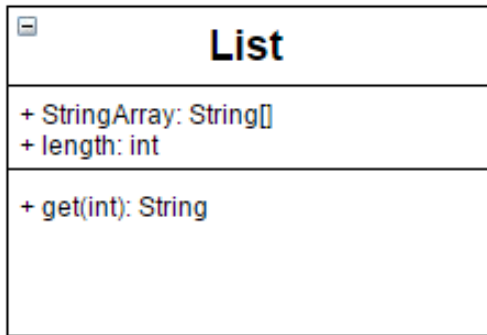 List
+ StringArray: String[]
+ length: int
+ get(int): String